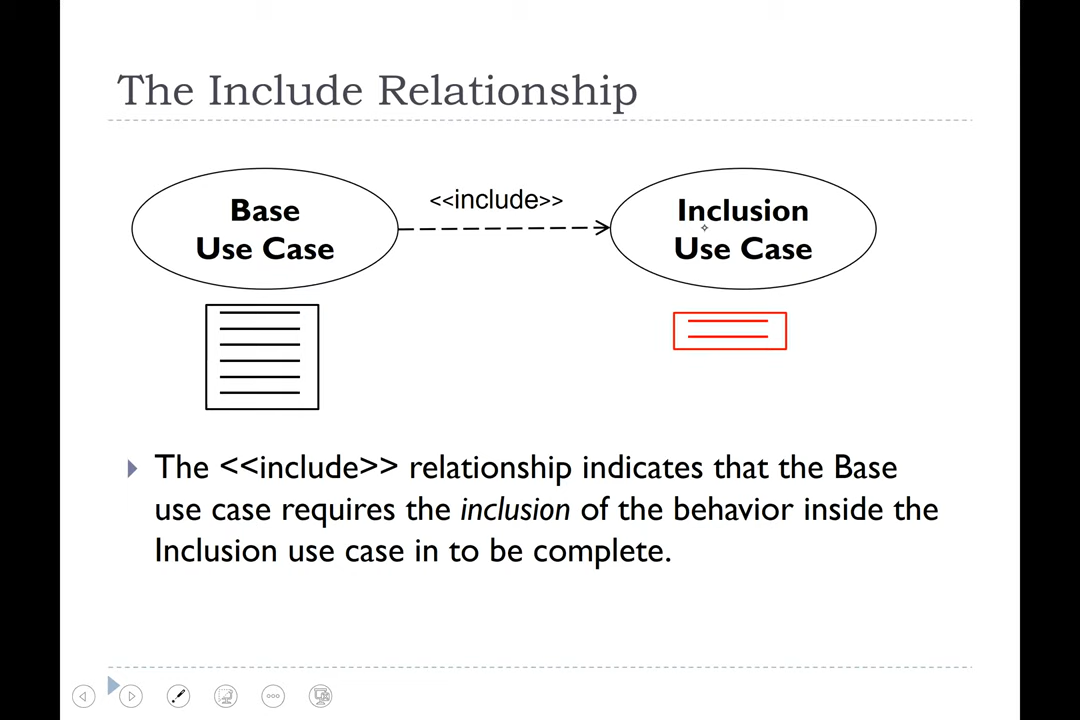 The Include Relationship
Base
Use Case
<<include>>
Inclusion
Use Case
The <<include>> relationship indicates that the Base
use case requires the inclusion of the behavior inside the
Inclusion use case in to be complete.